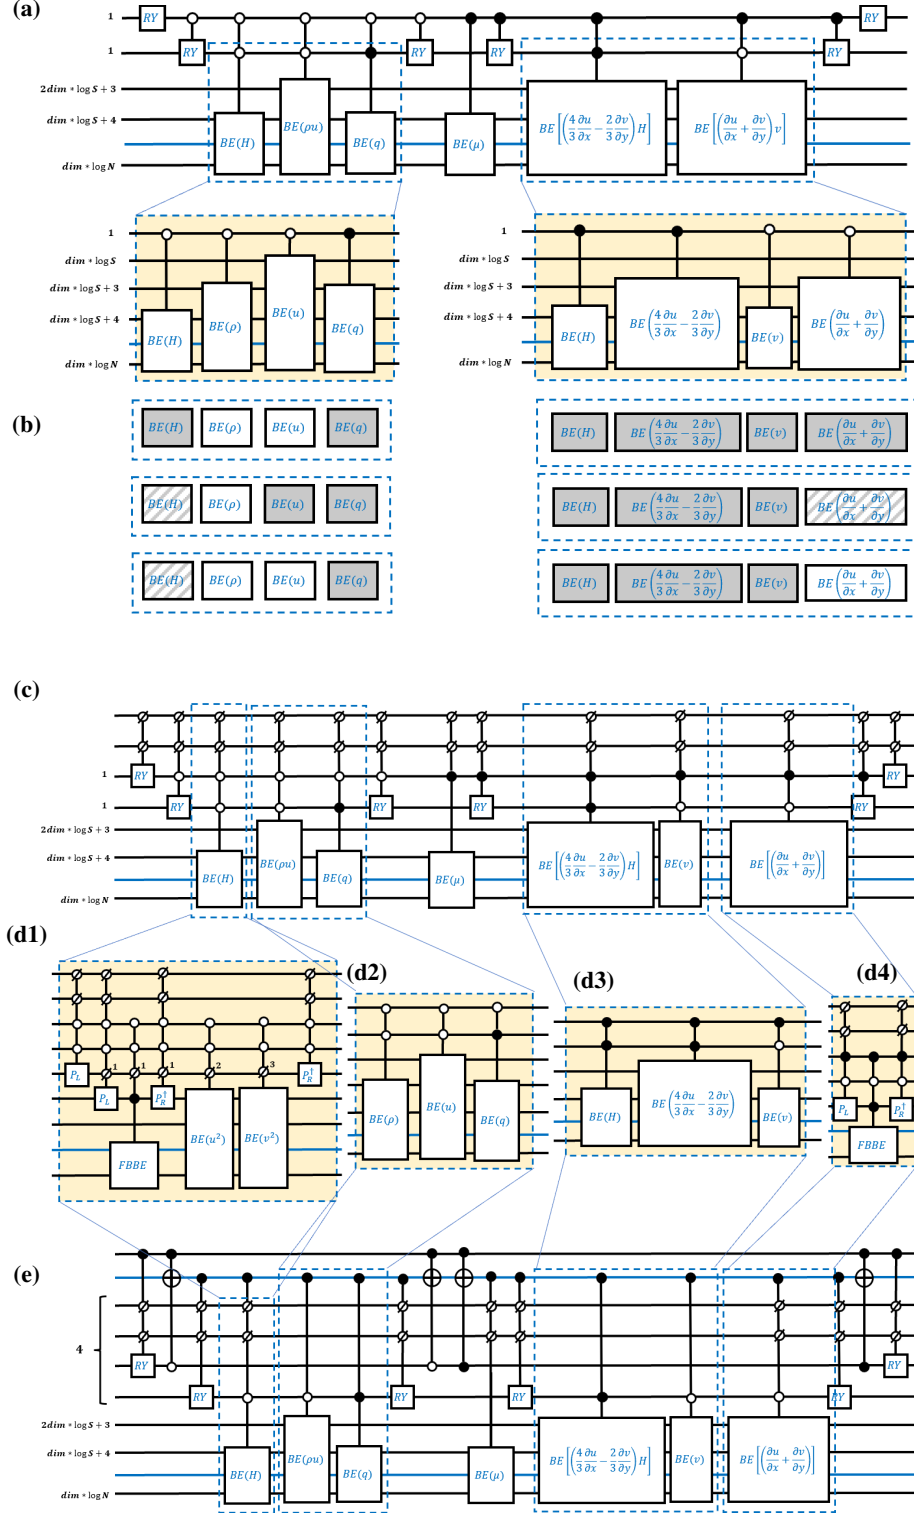 (a)
1 RY RY RY RY RY RY
1
2dim * log S + 3
dim * log S + 4
dim * log N
BE(H) BE(ρu) BE(q) BE(μ) BE[(4/3 ∂u/∂x − 2/3 ∂v/∂y) H] BE[(∂u/∂x + ∂v/∂y) v]
1
dim * log S
dim * log S + 3
dim * log S + 4
dim * log N
BE(H) BE(ρ) BE(u) BE(q)
1
dim * log S
dim * log S + 3
dim * log S + 4
dim * log N
BE(H) BE(4/3 ∂u/∂x − 2/3 ∂v/∂y) BE(v) BE(∂u/∂x + ∂v/∂y)
(b)
BE(H) BE(ρ) BE(u) BE(q) BE(H) BE(4/3 ∂u/∂x − 2/3 ∂v/∂y) BE(v) BE(∂u/∂x + ∂v/∂y)
BE(H) BE(ρ) BE(u) BE(q) BE(H) BE(4/3 ∂u/∂x − 2/3 ∂v/∂y) BE(v) BE(∂u/∂x + ∂v/∂y)
BE(H) BE(ρ) BE(u) BE(q) BE(H) BE(4/3 ∂u/∂x − 2/3 ∂v/∂y) BE(v) BE(∂u/∂x + ∂v/∂y)
(c)
1 RY RY
1 RY RY RY RY
2dim * log S + 3
dim * log S + 4
dim * log N
BE(H) BE(ρu) BE(q) BE(μ) BE[(4/3 ∂u/∂x − 2/3 ∂v/∂y) H] BE(v) BE[(∂u/∂x + ∂v/∂y)]
(d1)
1 1 1 2 3
P_L P_L P_R† P_R†
FBBE BE(u²) BE(v²)
(d2)
BE(ρ) BE(u) BE(q)
(d3)
BE(H) BE(4/3 ∂u/∂x − 2/3 ∂v/∂y) BE(v)
(d4)
P_L P_R†
FBBE
(e)
4
RY RY
RY RY RY RY
2dim * log S + 3
dim * log S + 4
dim * log N
BE(H) BE(ρu) BE(q) BE(μ) BE[(4/3 ∂u/∂x − 2/3 ∂v/∂y) H] BE(v) BE[(∂u/∂x + ∂v/∂y)]